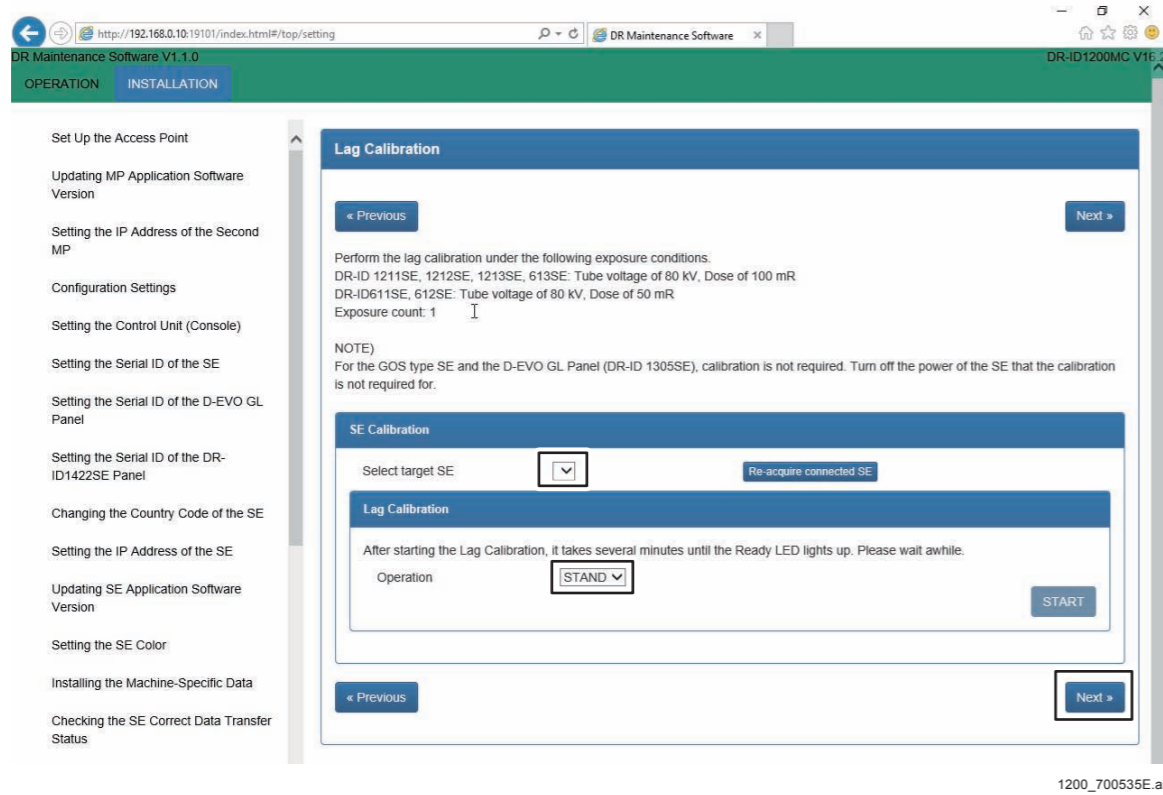 http://192.168.0.10:19101/index.html#/top/setting
DR Maintenance Software
DR Maintenance Software V1.1.0
DR-ID1200MC V16.2
OPERATION INSTALLATION
Set Up the Access Point
Updating MP Application Software
Version
Setting the IP Address of the Second
MP
Configuration Settings
Setting the Control Unit (Console)
Setting the Serial ID of the SE
Setting the Serial ID of the D-EVO GL
Panel
Setting the Serial ID of the DR-
ID1422SE Panel
Changing the Country Code of the SE
Setting the IP Address of the SE
Updating SE Application Software
Version
Setting the SE Color
Installing the Machine-Specific Data
Checking the SE Correct Data Transfer
Status
Lag Calibration
« Previous
Next »
Perform the lag calibration under the following exposure conditions.
DR-ID 1211SE, 1212SE, 1213SE, 613SE: Tube voltage of 80 kV, Dose of 100 mR
DR-ID611SE, 612SE: Tube voltage of 80 kV, Dose of 50 mR
Exposure count: 1
NOTE)
For the GOS type SE and the D-EVO GL Panel (DR-ID 1305SE), calibration is not required. Turn off the power of the SE that the calibration
is not required for.
SE Calibration
Select target SE
Re-acquire connected SE
Lag Calibration
After starting the Lag Calibration, it takes several minutes until the Ready LED lights up. Please wait awhile.
Operation STAND
START
« Previous
Next »
1200_700535E.a